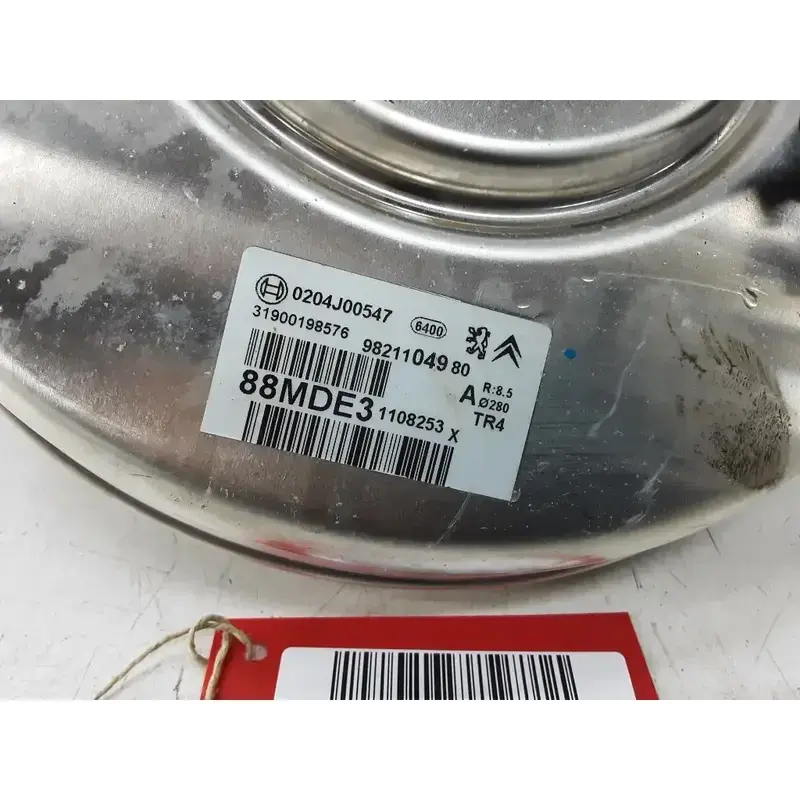 0204J00547
31900198576
6400
98211049 80
88MDE3 1108253 X
R:8.5
A Ø280
TR4